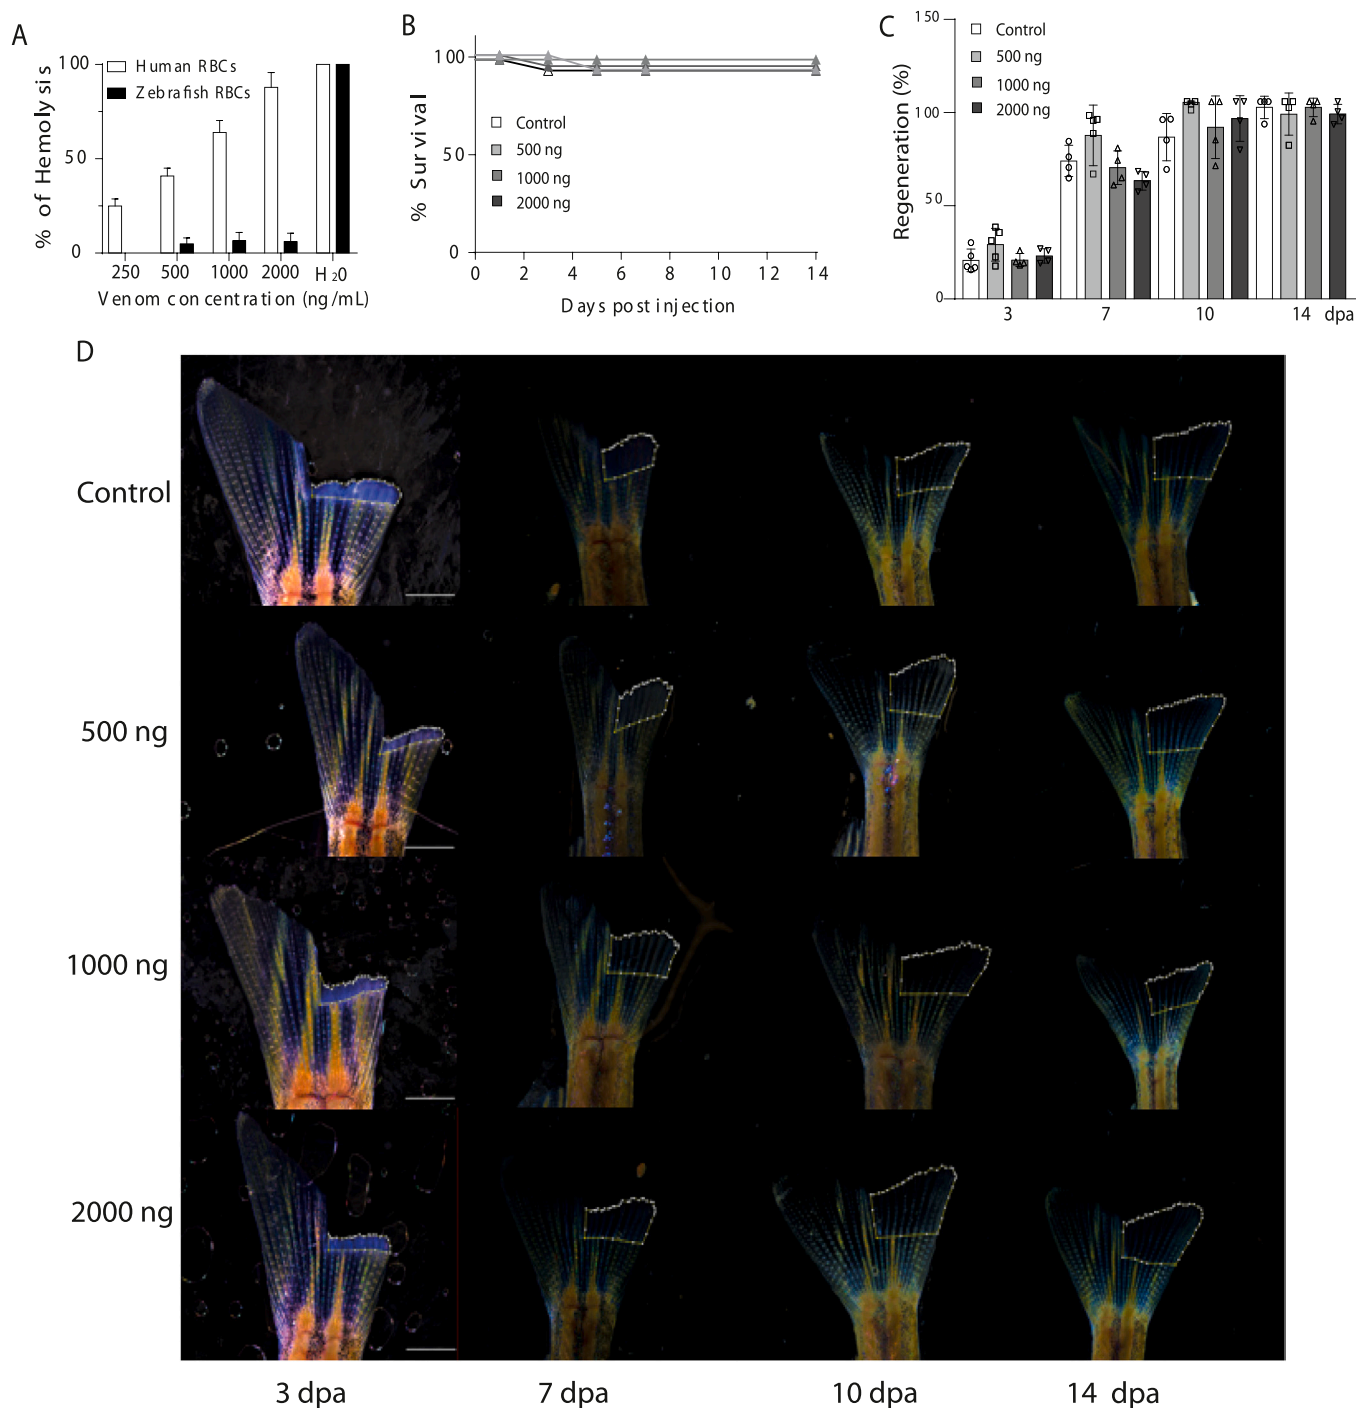 A
% of Hemolysis
100
50
0
Human RBCs
Zebrafish RBCs
250 500 1000 2000 H20
Venom concentration (ng/mL)
B
% Survival
100
50
0
Control
500 ng
1000 ng
2000 ng
0 2 4 6 8 10 12 14
Days post injection
C
Regeneration (%)
150
100
50
0
Control
500 ng
1000 ng
2000 ng
3 7 10 14 dpa
D
Control
500 ng
1000 ng
2000 ng
3 dpa 7 dpa 10 dpa 14 dpa